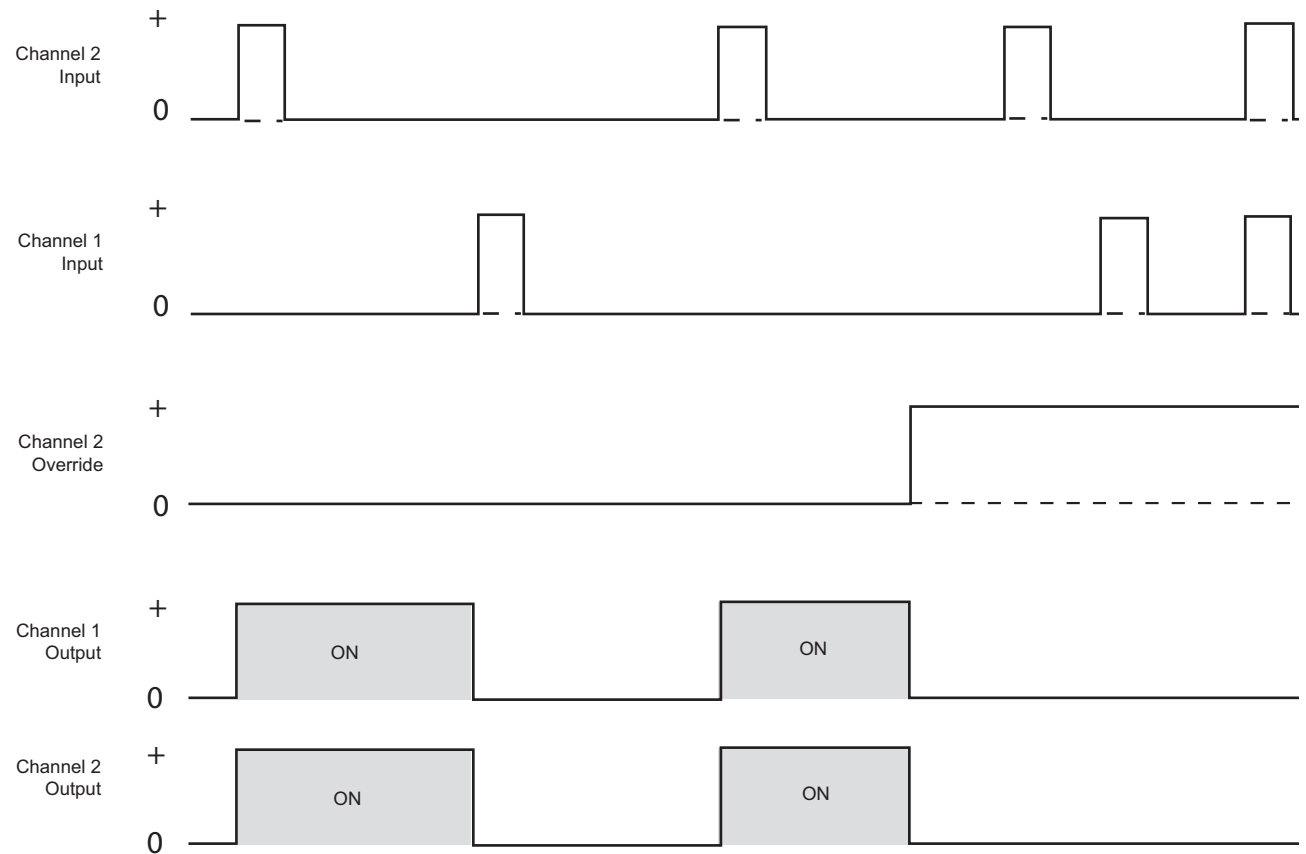 +
Channel 2
Input
0
+
Channel 1
Input
0
+
Channel 2
Override
0
+
Channel 1
Output
ON
ON
0
+
Channel 2
Output
ON
ON
0